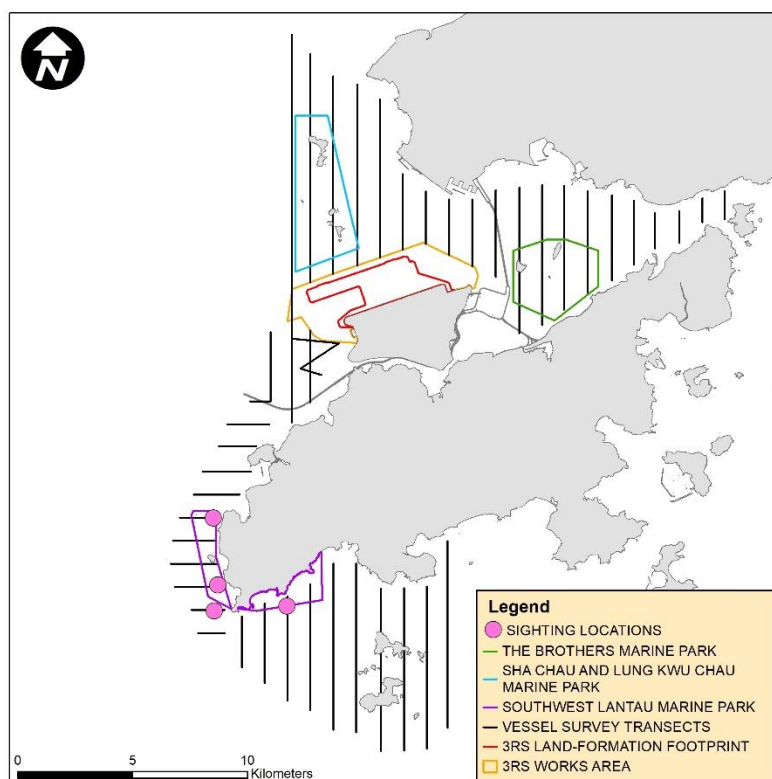 N
Legend
SIGHTING LOCATIONS
THE BROTHERS MARINE PARK
SHA CHAU AND LUNG KWU CHAU
MARINE PARK
SOUTHWEST LANTAU MARINE PARK
VESSEL SURVEY TRANSECTS
3RS LAND-FORMATION FOOTPRINT
3RS WORKS AREA
0 5 10
Kilometers